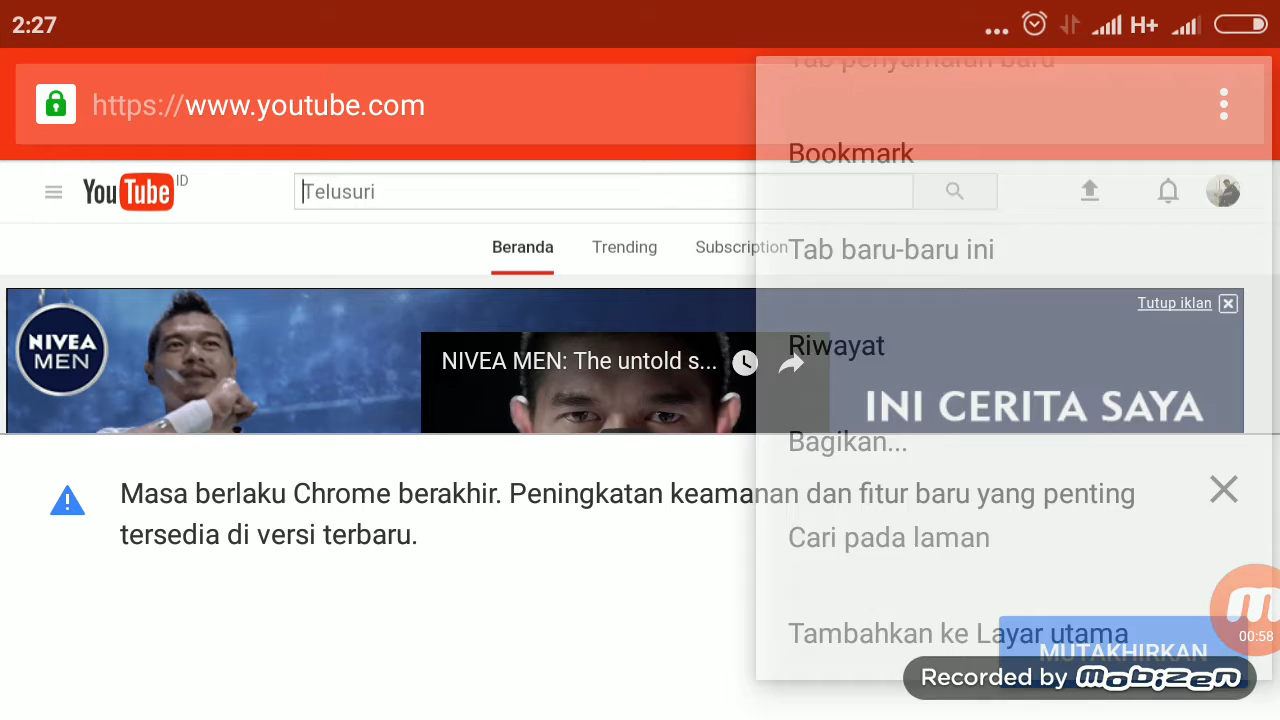 2:27
H+
Tab penyamaran baru
https://www.youtube.com
Bookmark
YouTube ID
Telusuri
Beranda
Trending
Subscription
Tab baru-baru ini
Tutup iklan
NIVEA
MEN
NIVEA MEN: The untold s...
Riwayat
INI CERITA SAYA
Bagikan...
Masa berlaku Chrome berakhir. Peningkatan keamanan dan fitur baru yang penting
tersedia di versi terbaru.
Cari pada laman
Tambahkan ke Layar utama
00:58
MUTAKHIRKAN
Recorded by mobizen